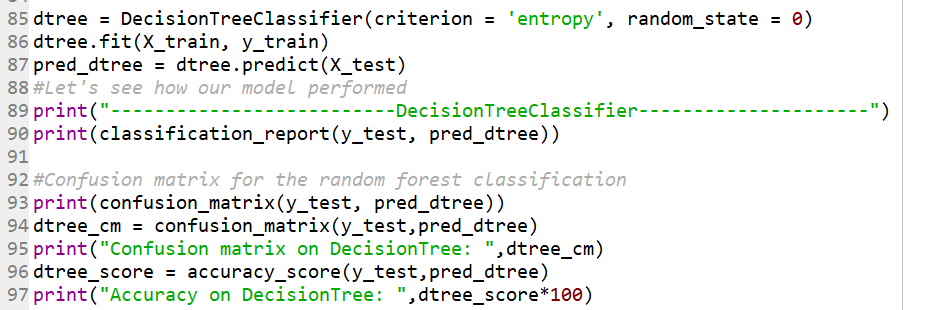 85 dtree = DecisionTreeClassifier(criterion = 'entropy', random_state = 0)
86 dtree.fit(X_train, y_train)
87 pred_dtree = dtree.predict(X_test)
88 #Let's see how our model performed
89 print("--------------------------DecisionTreeClassifier---------------------")
90 print(classification_report(y_test, pred_dtree))
91
92 #Confusion matrix for the random forest classification
93 print(confusion_matrix(y_test, pred_dtree))
94 dtree_cm = confusion_matrix(y_test,pred_dtree)
95 print("Confusion matrix on DecisionTree: ",dtree_cm)
96 dtree_score = accuracy_score(y_test,pred_dtree)
97 print("Accuracy on DecisionTree: ",dtree_score*100)